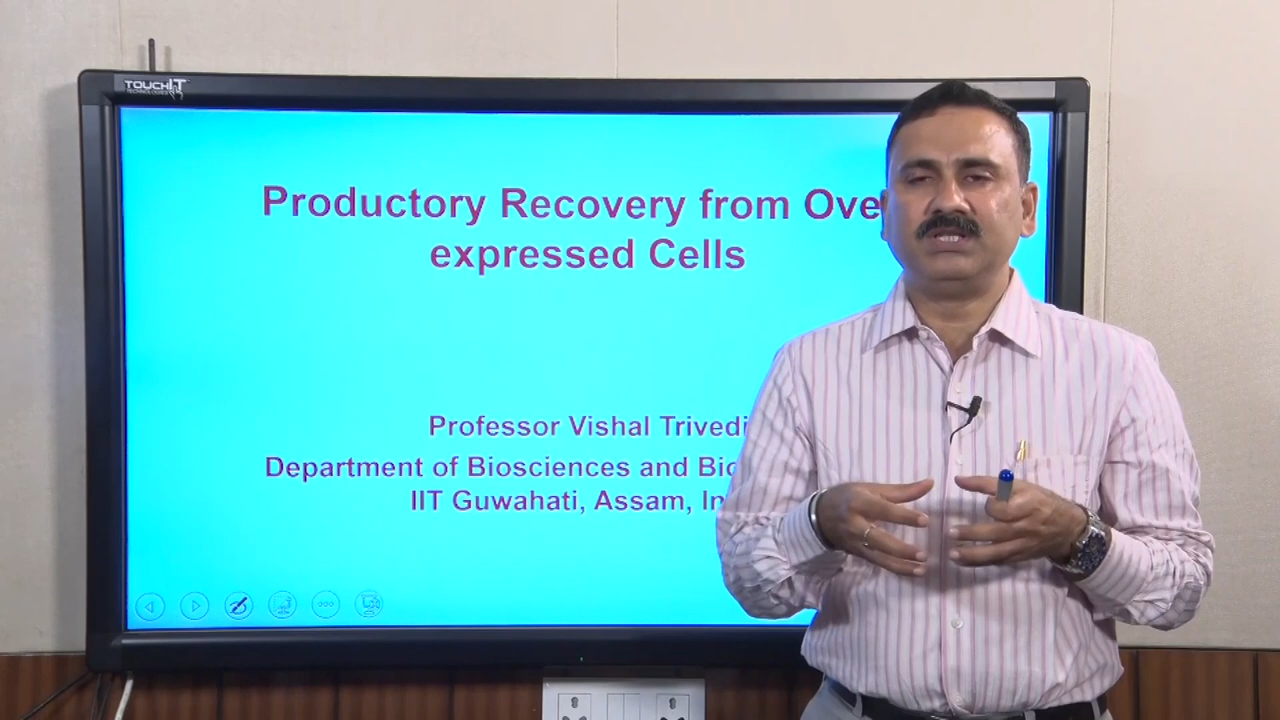 TOUCHIT
TECHNOLOGIES
Productory Recovery from Ove
expressed Cells
Professor Vishal Trivedi
Department of Biosciences and Bio
IIT Guwahati, Assam, In